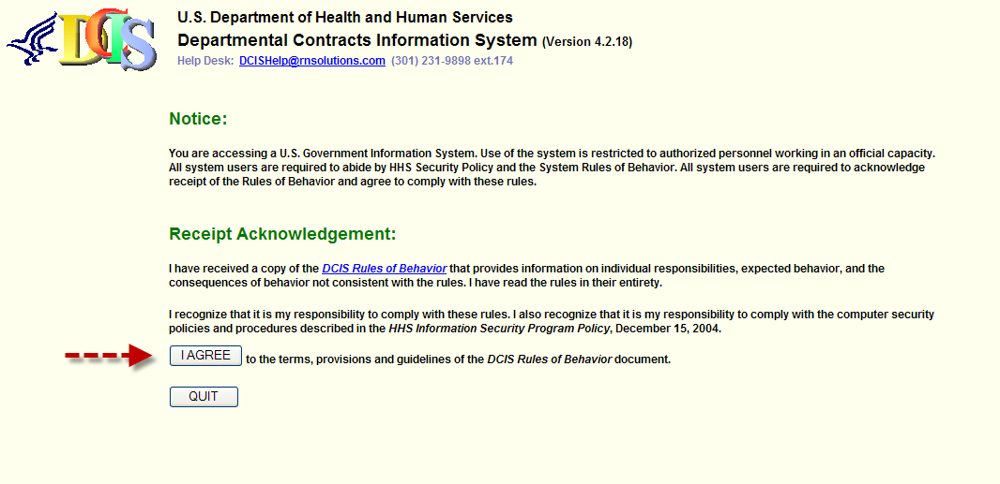 DCIS
U.S. Department of Health and Human Services
Departmental Contracts Information System (Version 4.2.18)
Help Desk: DCISHelp@rnsolutions.com (301) 231-9898 ext.174
Notice:
You are accessing a U.S. Government Information System. Use of the system is restricted to authorized personnel working in an official capacity.
All system users are required to abide by HHS Security Policy and the System Rules of Behavior. All system users are required to acknowledge
receipt of the Rules of Behavior and agree to comply with these rules.
Receipt Acknowledgement:
I have received a copy of the DCIS Rules of Behavior that provides information on individual responsibilities, expected behavior, and the
consequences of behavior not consistent with the rules. I have read the rules in their entirety.
I recognize that it is my responsibility to comply with these rules. I also recognize that it is my responsibility to comply with the computer security
policies and procedures described in the HHS Information Security Program Policy, December 15, 2004.
I AGREE to the terms, provisions and guidelines of the DCIS Rules of Behavior document.
QUIT